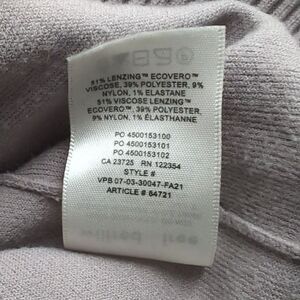 51% LENZING™ ECOVERO™
VISCOSE, 39% POLYESTER, 9%
NYLON, 1% ELASTANE
51% VISCOSE LENZING™
ECOVERO™, 39% POLYESTER,
9% NYLON, 1% ÉLASTHANNE
PO 4500153100
PO 4500153101
PO 4500153102
CA 23725 RN 122354
STYLE #
VPB 07-03-30047-FA21
ARTICLE # 64721